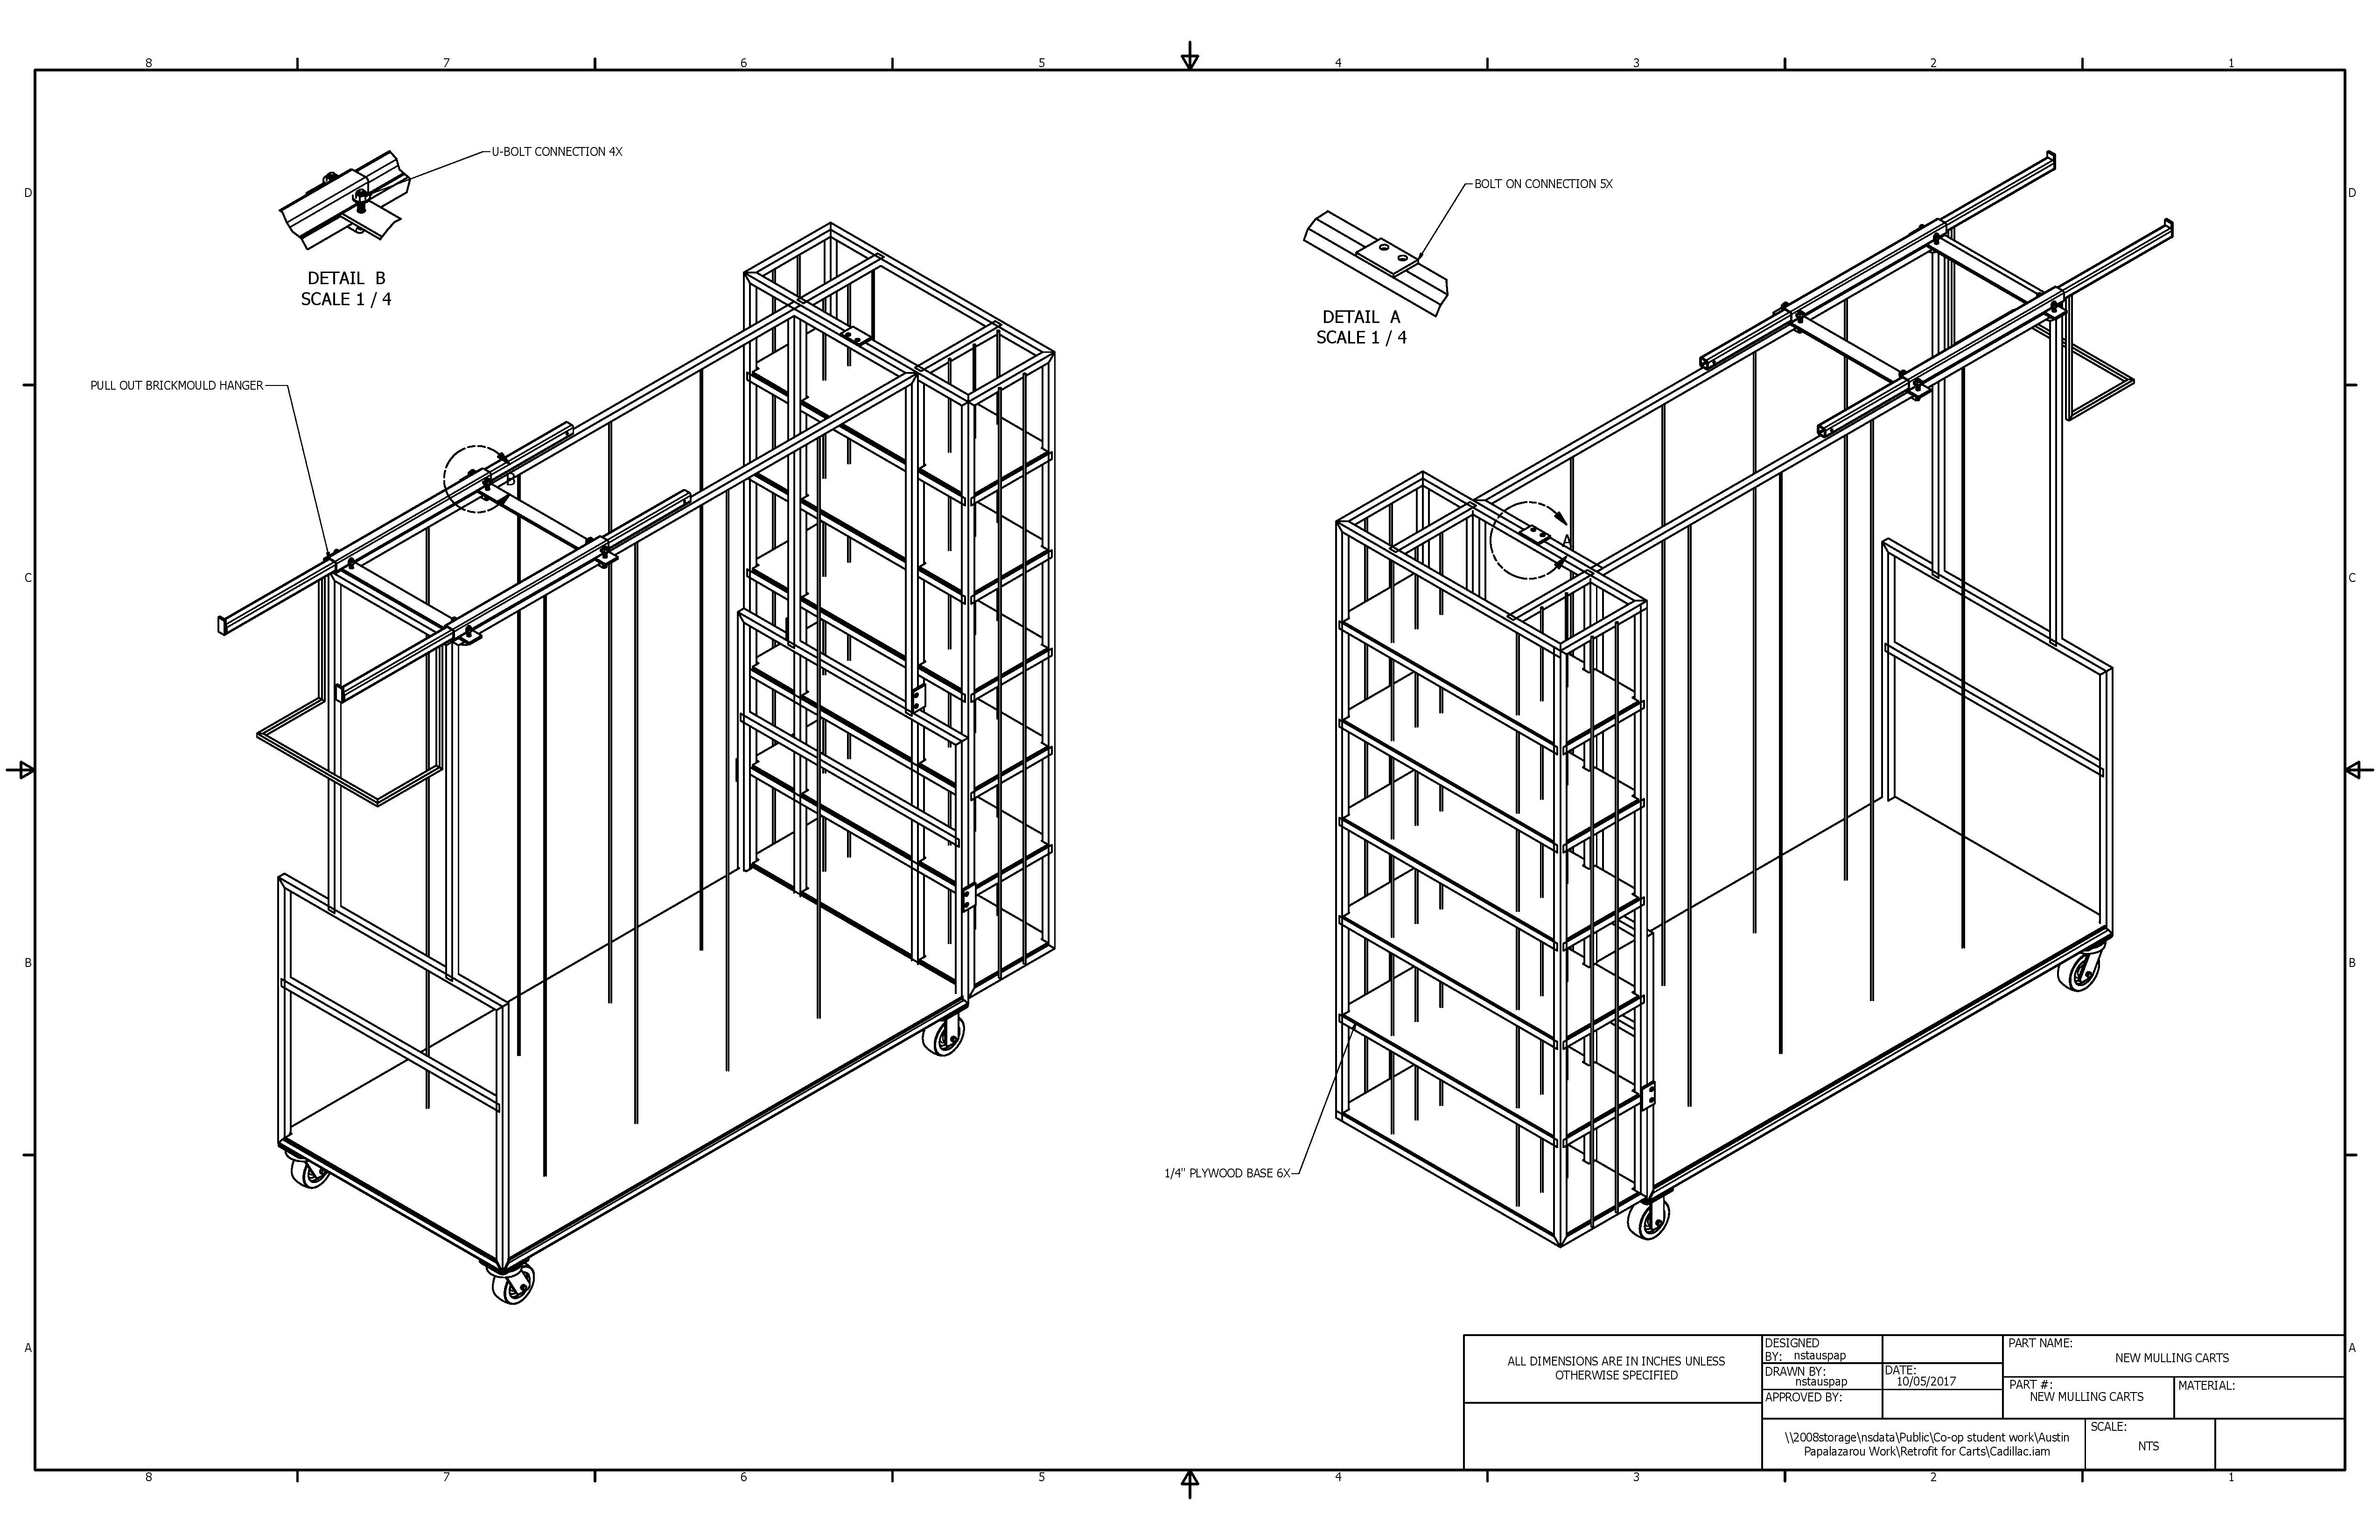 8 7 6 5 4 3 2 1
D D
C C
B B
A A
U-BOLT CONNECTION 4X
DETAIL B
SCALE 1 / 4
BOLT ON CONNECTION 5X
DETAIL A
SCALE 1 / 4
PULL OUT BRICKMOULD HANGER
B
A
1/4" PLYWOOD BASE 6X
ALL DIMENSIONS ARE IN INCHES UNLESS
OTHERWISE SPECIFIED
DESIGNED
BY: nstauspap
DRAWN BY:
nstauspap
DATE:
10/05/2017
APPROVED BY:
PART NAME:
NEW MULLING CARTS
PART #:
NEW MULLING CARTS
MATERIAL:
\\2008storage\nsdata\Public\Co-op student work\Austin
Papalazarou Work\Retrofit for Carts\Cadillac.iam
SCALE:
NTS
8 7 6 5 4 3 2 1